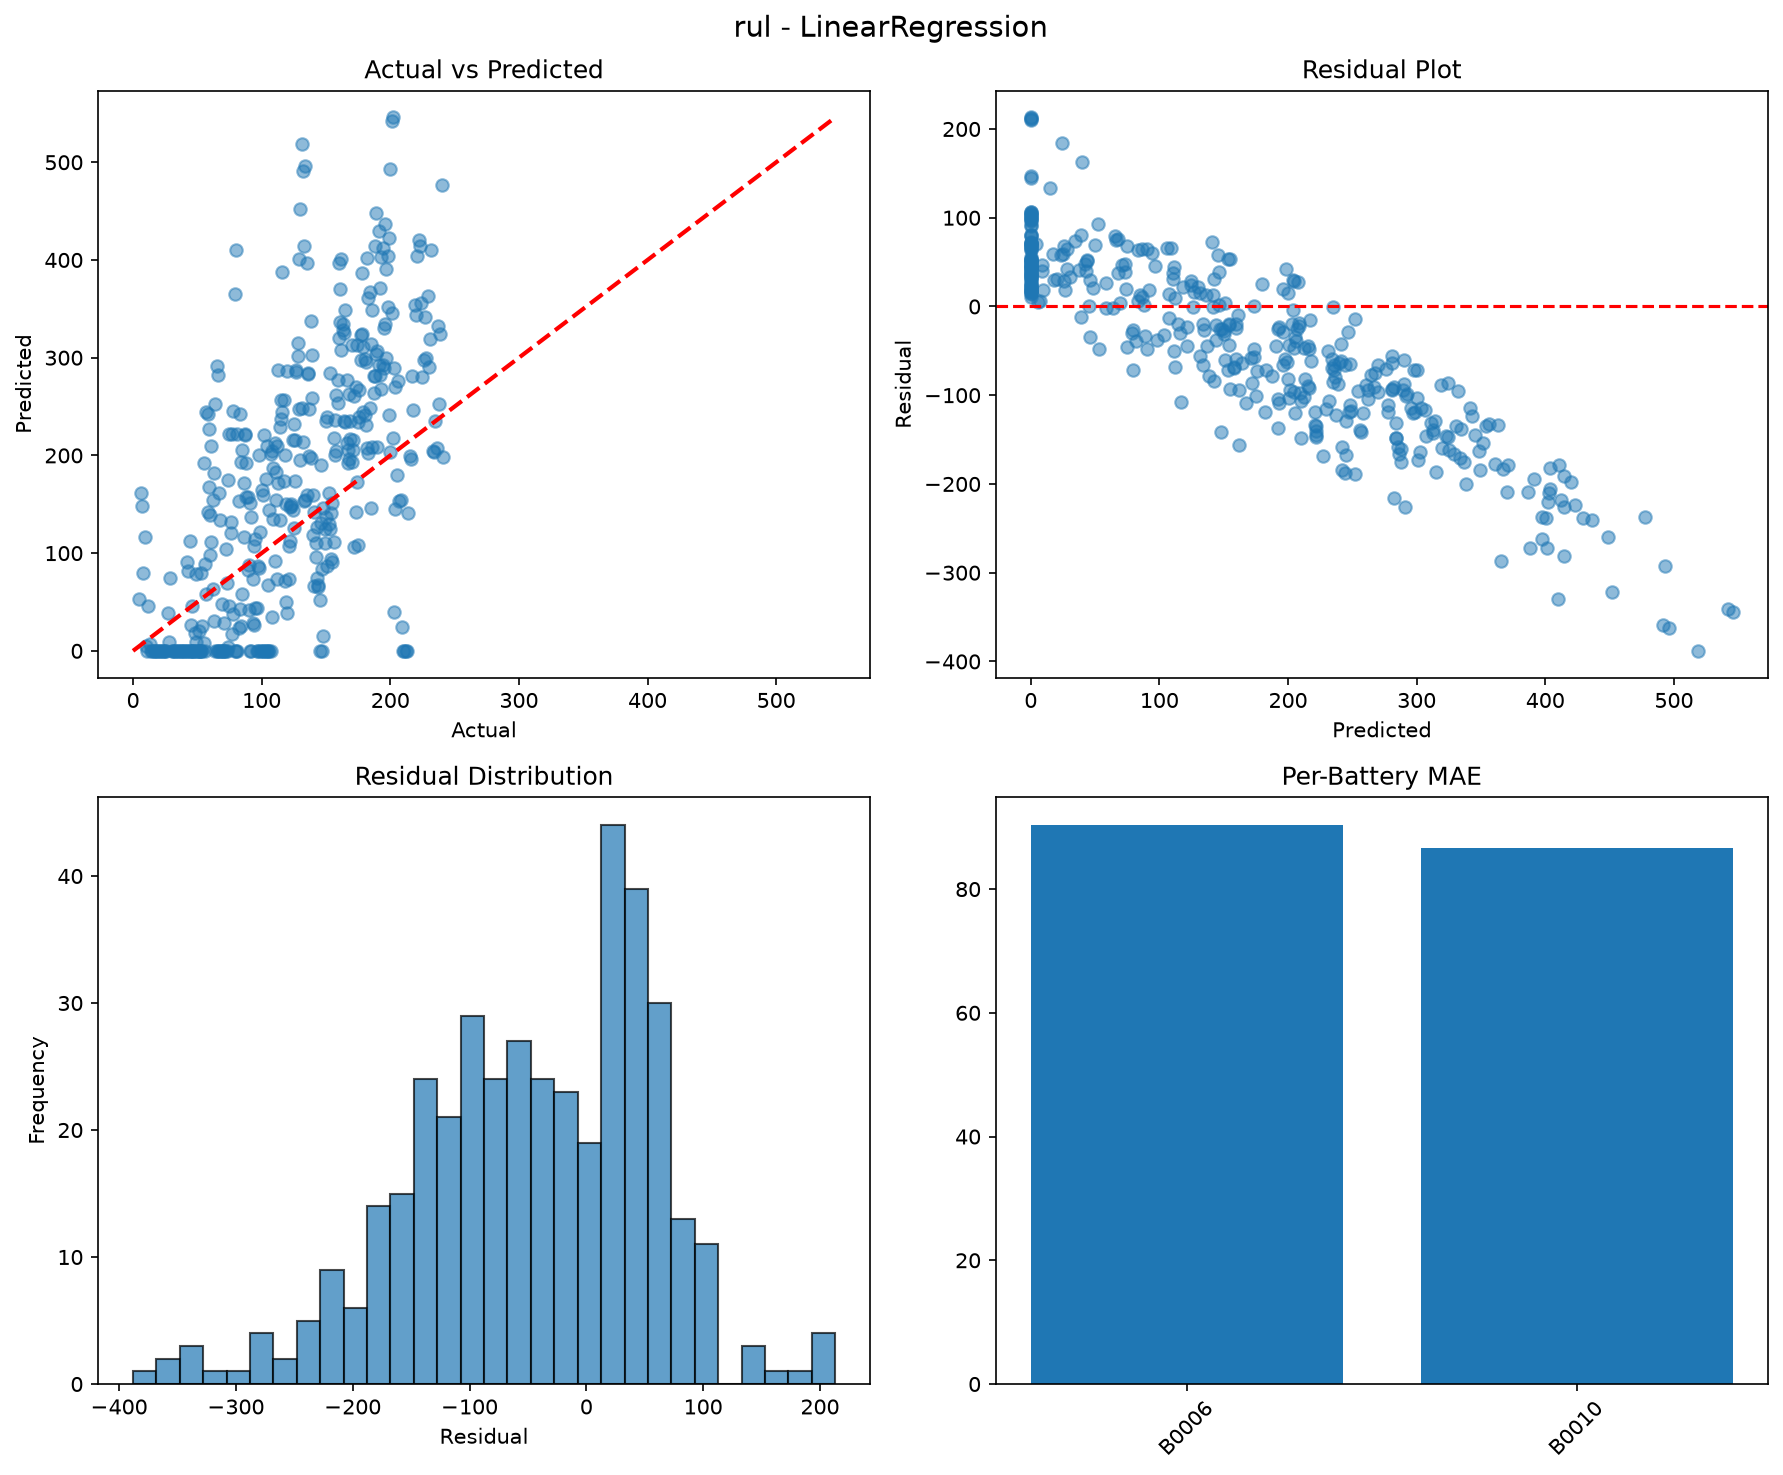 rul - LinearRegression
Actual vs Predicted
Predicted
500
400
300
200
100
0
0 100 200 300 400 500
Actual
Residual Plot
Residual
200
100
0
−100
−200
−300
−400
0 100 200 300 400 500
Predicted
Residual Distribution
Frequency
40
30
20
10
0
−400 −300 −200 −100 0 100 200
Residual
Per-Battery MAE
80
60
40
20
0
B0006 B0010